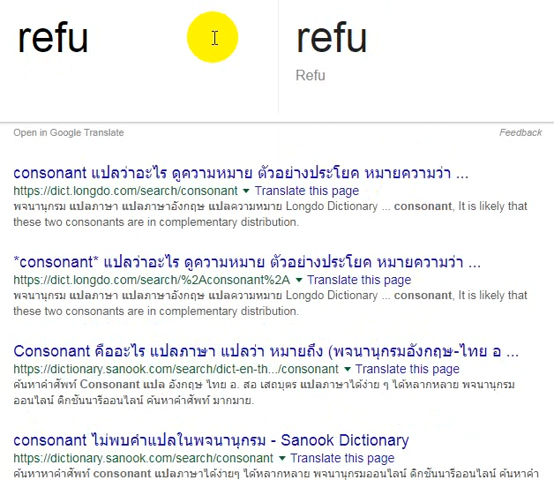 refu
refu
Refu
Open in Google Translate
Feedback
consonant แปลว่าอะไร ดูความหมาย ตัวอย่างประโยค หมายความว่า ...
https://dict.longdo.com/search/consonant ▼ Translate this page
พจนานุกรม แปลภาษา แปลภาษาอังกฤษ แปลความหมาย Longdo Dictionary ... consonant, It is likely that
these two consonants are in complementary distribution.
*consonant* แปลว่าอะไร ดูความหมาย ตัวอย่างประโยค หมายความว่า ...
https://dict.longdo.com/search/%2Aconsonant%2A ▼ Translate this page
พจนานุกรม แปลภาษา แปลภาษาอังกฤษ แปลความหมาย Longdo Dictionary ... consonant, It is likely that
these two consonants are in complementary distribution.
Consonant คืออะไร แปลภาษา แปลว่า หมายถึง (พจนานุกรมอังกฤษ-ไทย อ ...
https://dictionary.sanook.com/search/dict-en-th.../consonant ▼ Translate this page
ค้นหาคำศัพท์ Consonant แปล อังกฤษ ไทย อ. สอ เสถบุตร แปลภาษาได้ง่าย ๆ ได้หลากหลาย พจนานุกรม
ออนไลน์ ดิกชันนารีออนไลน์ ค้นหาคำศัพท์ มากมาย.
consonant ไม่พบคำแปลในพจนานุกรม - Sanook Dictionary
https://dictionary.sanook.com/search/consonant ▼ Translate this page
ค้นหาคำศัพท์ consonant แปลภาษาได้ง่ายๆ ได้หลากหลาย พจนานุกรมออนไลน์ ดิกชันนารีออนไลน์ ค้นหาคำ